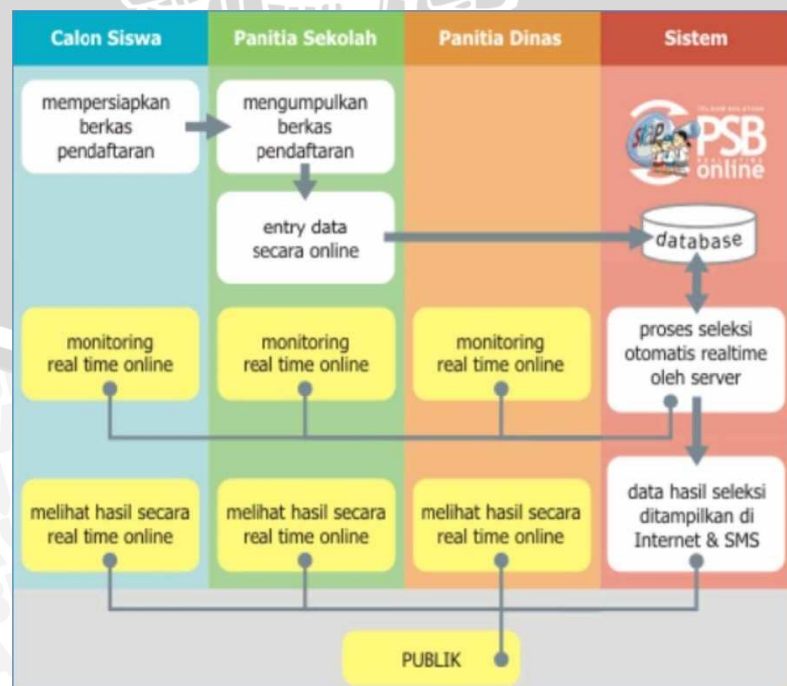 Calon Siswa
Panitia Sekolah
Panitia Dinas
Sistem
mempersiapkan
berkas
pendaftaran
mengumpulkan
berkas
pendaftaran
PSB
online
entry data
secara online
database
monitoring
real time online
monitoring
real time online
monitoring
real time online
proses seleksi
otomatis realtime
oleh server
melihat hasil secara
real time online
melihat hasil secara
real time online
melihat hasil secara
real time online
data hasil seleksi
ditampilkan di
Internet & SMS
PUBLIK